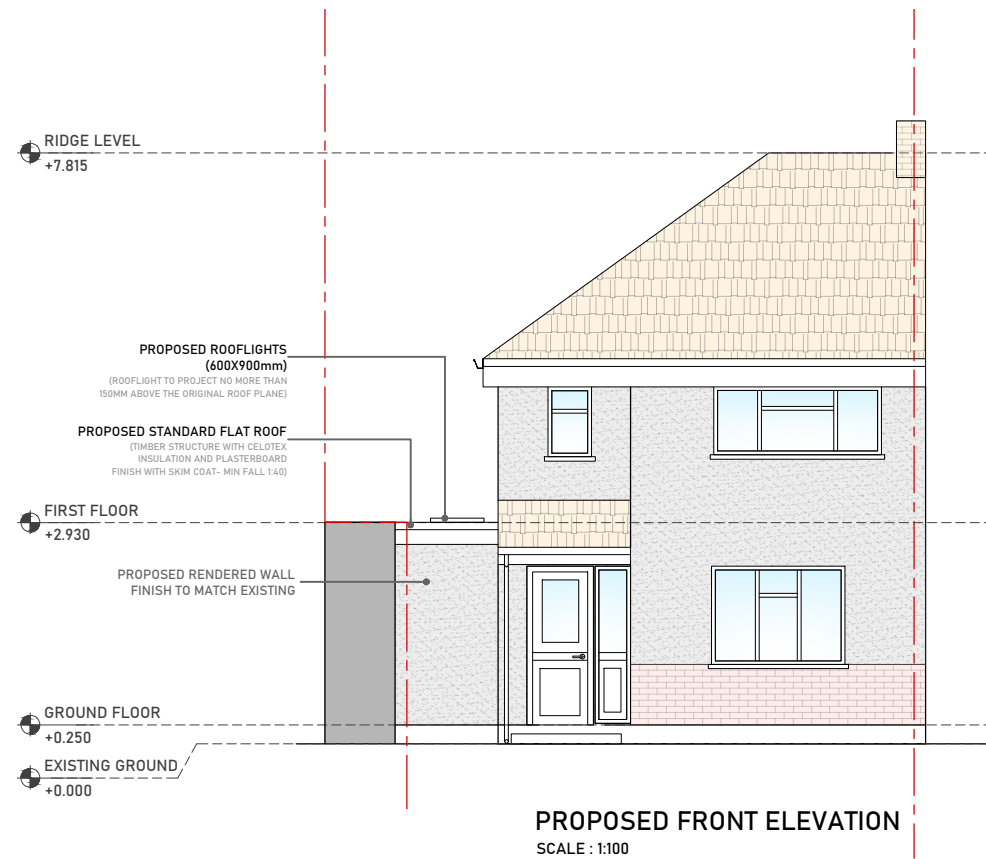 RIDGE LEVEL
+7.815
PROPOSED ROOFLIGHTS
(600X900mm)
(ROOFLIGHT TO PROJECT NO MORE THAN
150MM ABOVE THE ORIGINAL ROOF PLANE)
PROPOSED STANDARD FLAT ROOF
(TIMBER STRUCTURE WITH CELOTEX
INSULATION AND PLASTERBOARD
FINISH WITH SKIM COAT- MIN FALL 1:40)
FIRST FLOOR
+2.930
PROPOSED RENDERED WALL
FINISH TO MATCH EXISTING
GROUND FLOOR
+0.250
EXISTING GROUND
+0.000
PROPOSED FRONT ELEVATION
SCALE : 1:100